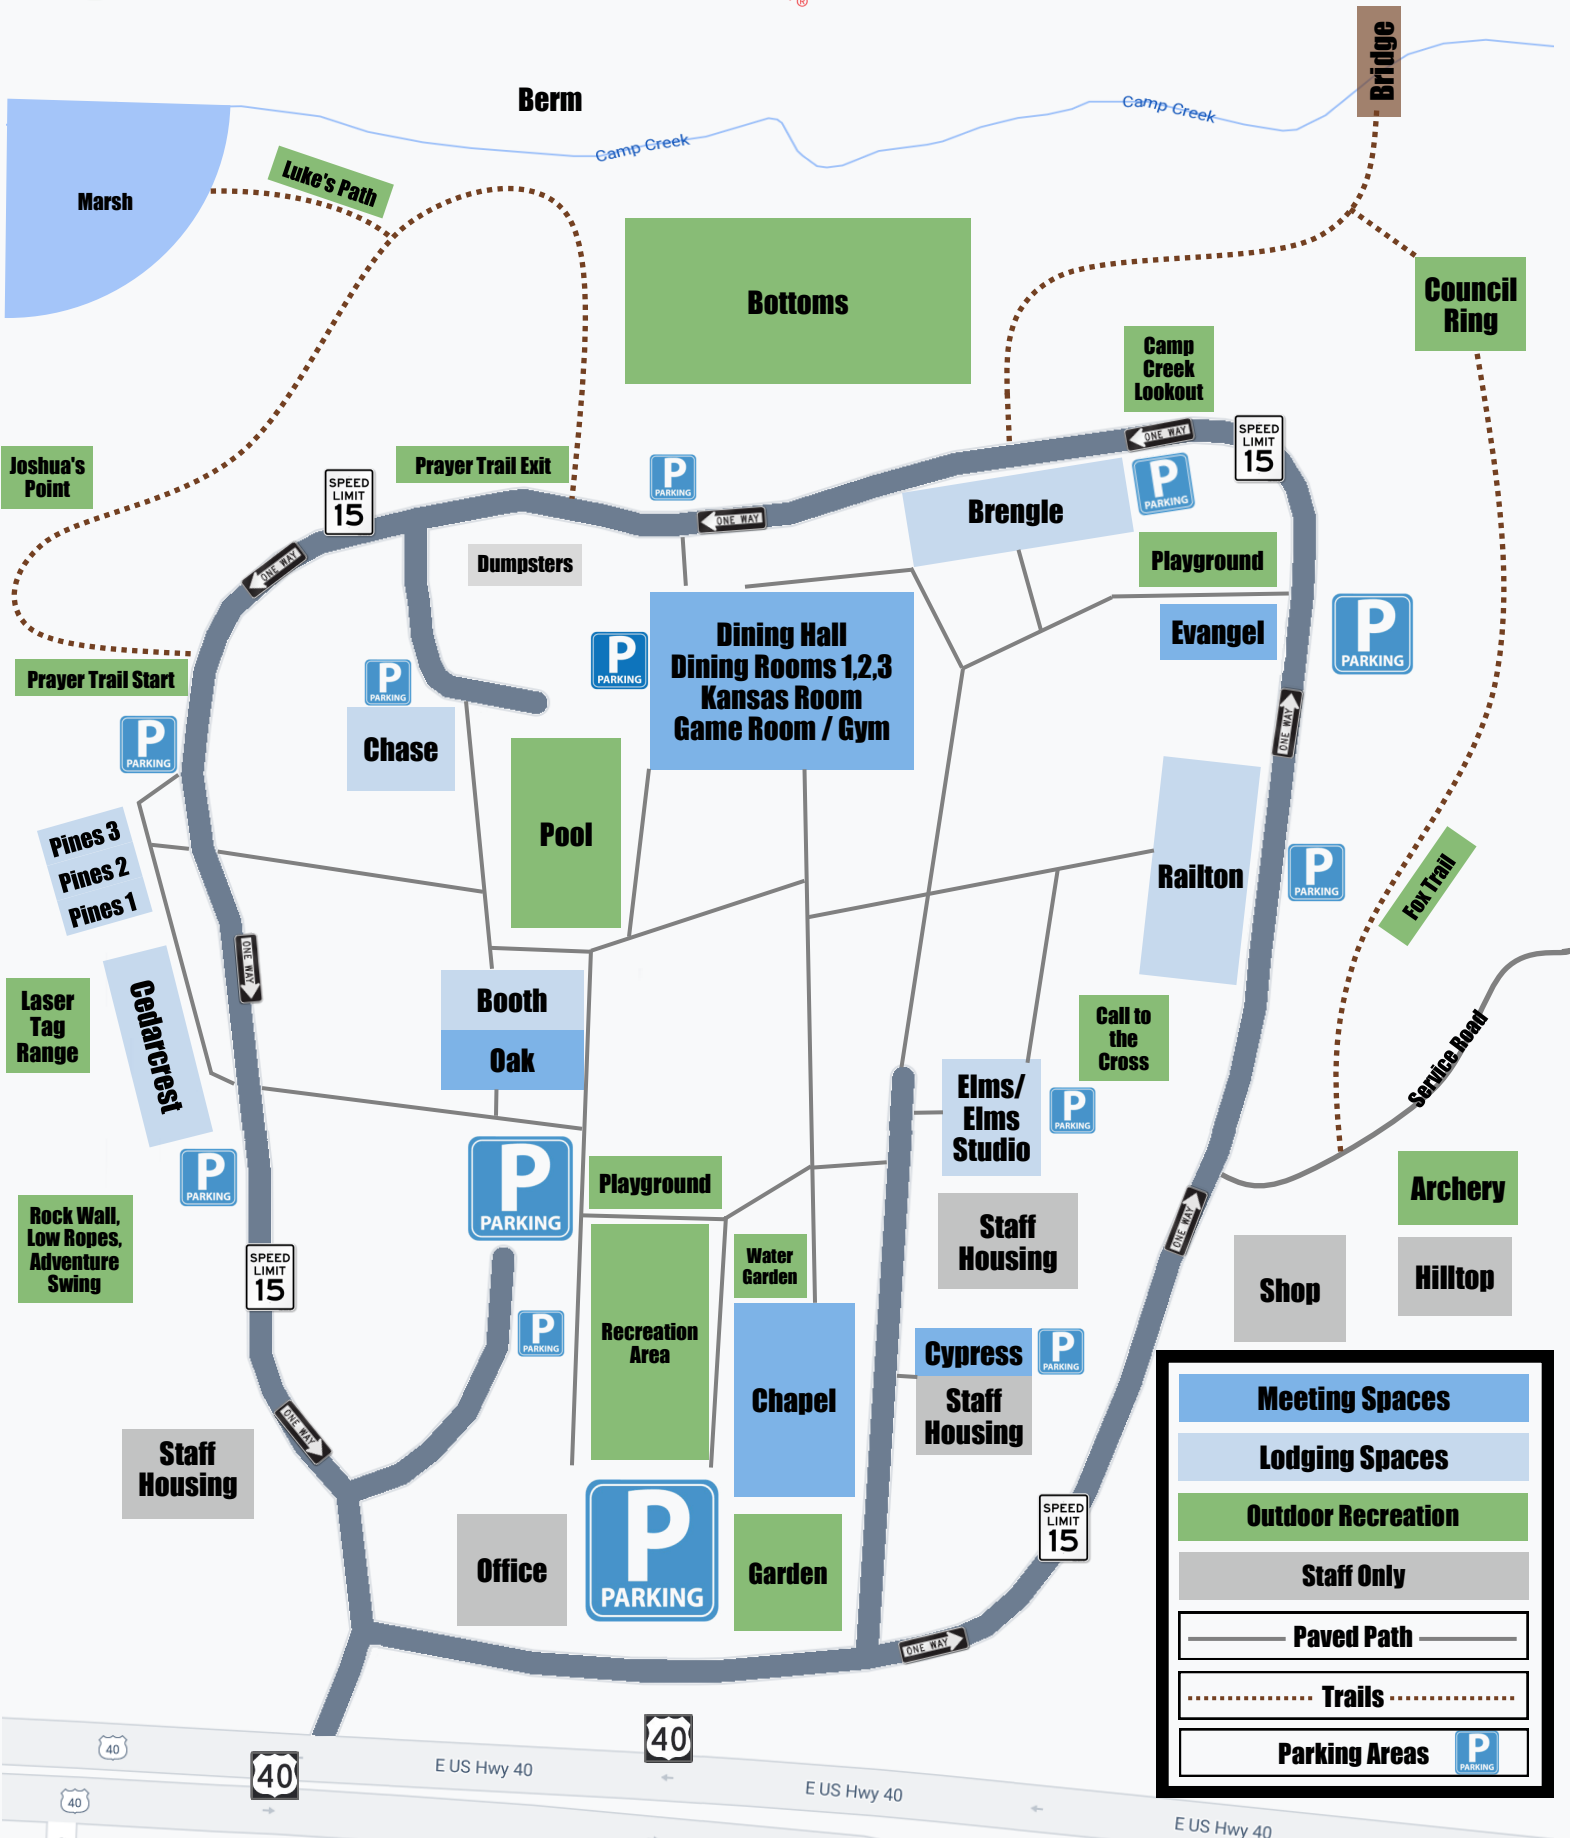 ®
Bridge
Berm
Camp Creek
Camp Creek
Luke's Path
Marsh
Bottoms
Council
Ring
Camp
Creek
Lookout
ONE WAY
SPEED
LIMIT
15
Joshua's
Point
Prayer Trail Exit
P
PARKING
SPEED
LIMIT
15
ONE WAY
Brengle
P
PARKING
ONE WAY
Dumpsters
Playground
Evangel
P
PARKING
Dining Hall
Dining Rooms 1,2,3
Kansas Room
Game Room / Gym
P
PARKING
Prayer Trail Start
P
PARKING
P
PARKING
Chase
ONE WAY
Pool
Pines 3
Pines 2
Pines 1
Railton
P
PARKING
Fox Trail
ONE WAY
Cedarcrest
Laser
Tag
Range
Booth
Oak
Call to
the
Cross
Service Road
Elms/
Elms
Studio
P
PARKING
P
PARKING
P
PARKING
Playground
Archery
Rock Wall,
Low Ropes,
Adventure
Swing
Staff
Housing
ONE WAY
Water
Garden
SPEED
LIMIT
15
Shop
Hilltop
P
PARKING
Recreation
Area
Cypress
P
PARKING
Staff
Housing
Chapel
ONE WAY
Staff
Housing
Meeting Spaces
Lodging Spaces
Outdoor Recreation
Staff Only
Paved Path
Trails
Parking Areas
P
PARKING
SPEED
LIMIT
15
Office
P
PARKING
Garden
ONE WAY
40
40
40
40
E US Hwy 40
E US Hwy 40
E US Hwy 40